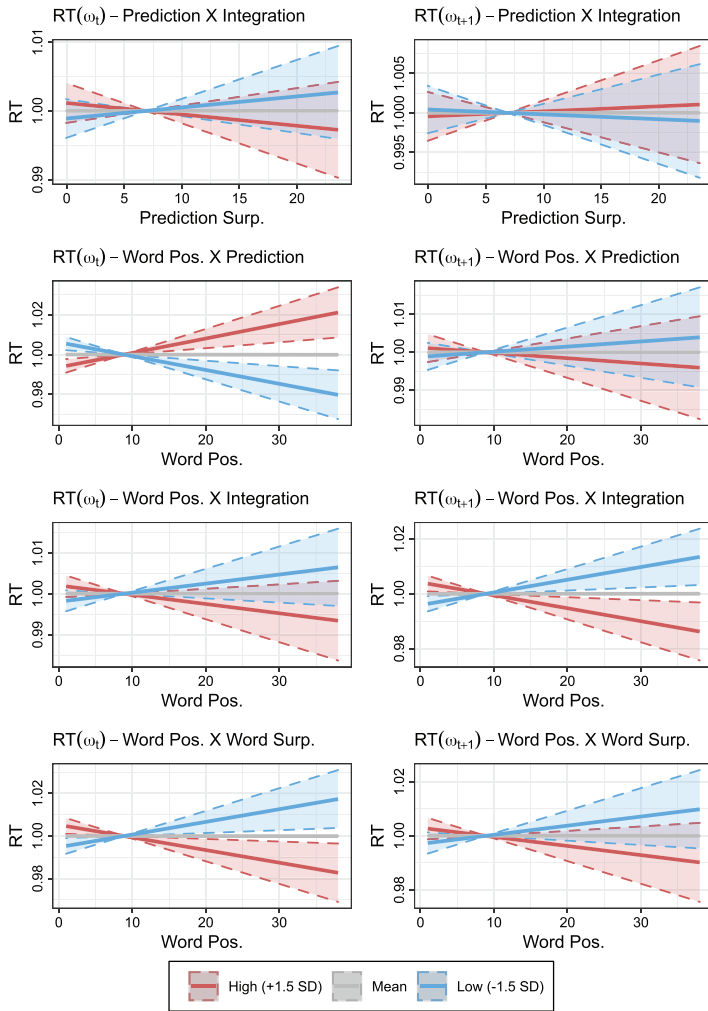 RT(ωt) – Prediction X Integration
RT(ωt+1) – Prediction X Integration
RT
1.01
1.00
0.99
0
5
10
15
20
Prediction Surp.
RT
1.005
1.000
0.995
0
5
10
15
20
Prediction Surp.
RT(ωt) – Word Pos. X Prediction
RT(ωt+1) – Word Pos. X Prediction
RT
1.02
1.00
0.98
0
10
20
30
Word Pos.
RT
1.01
1.00
0.99
0
10
20
30
Word Pos.
RT(ωt) – Word Pos. X Integration
RT(ωt+1) – Word Pos. X Integration
RT
1.01
1.00
0.99
0
10
20
30
Word Pos.
RT
1.02
1.00
0.98
0
10
20
30
Word Pos.
RT(ωt) – Word Pos. X Word Surp.
RT(ωt+1) – Word Pos. X Word Surp.
RT
1.02
1.00
0.98
0
10
20
30
Word Pos.
RT
1.02
1.00
0.98
0
10
20
30
Word Pos.
High (+1.5 SD)
Mean
Low (-1.5 SD)